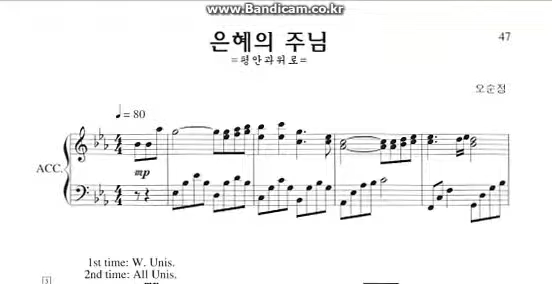 www.Bandicam.co.kr
은혜의 주님
47
=평안과위로=
오순정
♩= 80
ACC.
mp
1st time: W. Unis.
2nd time: All Unis.
5